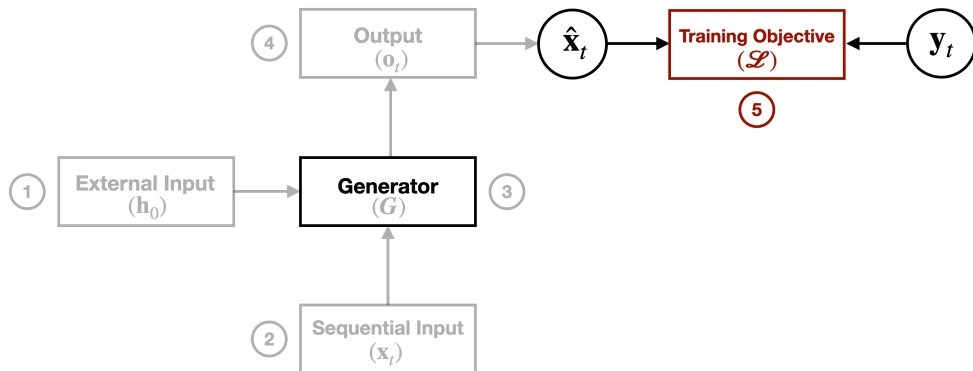 4
Output
(o_t)
x̂_t
Training Objective
(ℒ)
y_t
5
1
External Input
(h_0)
Generator
(G)
3
2
Sequential Input
(x_t)